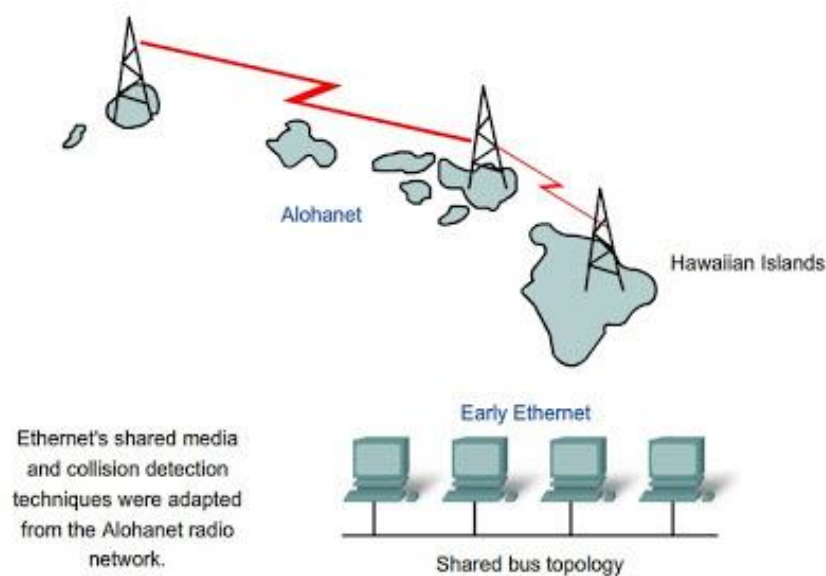 Alohanet
Hawaiian Islands
Early Ethernet
Ethernet's shared media
and collision detection
techniques were adapted
from the Alohanet radio
network.
Shared bus topology